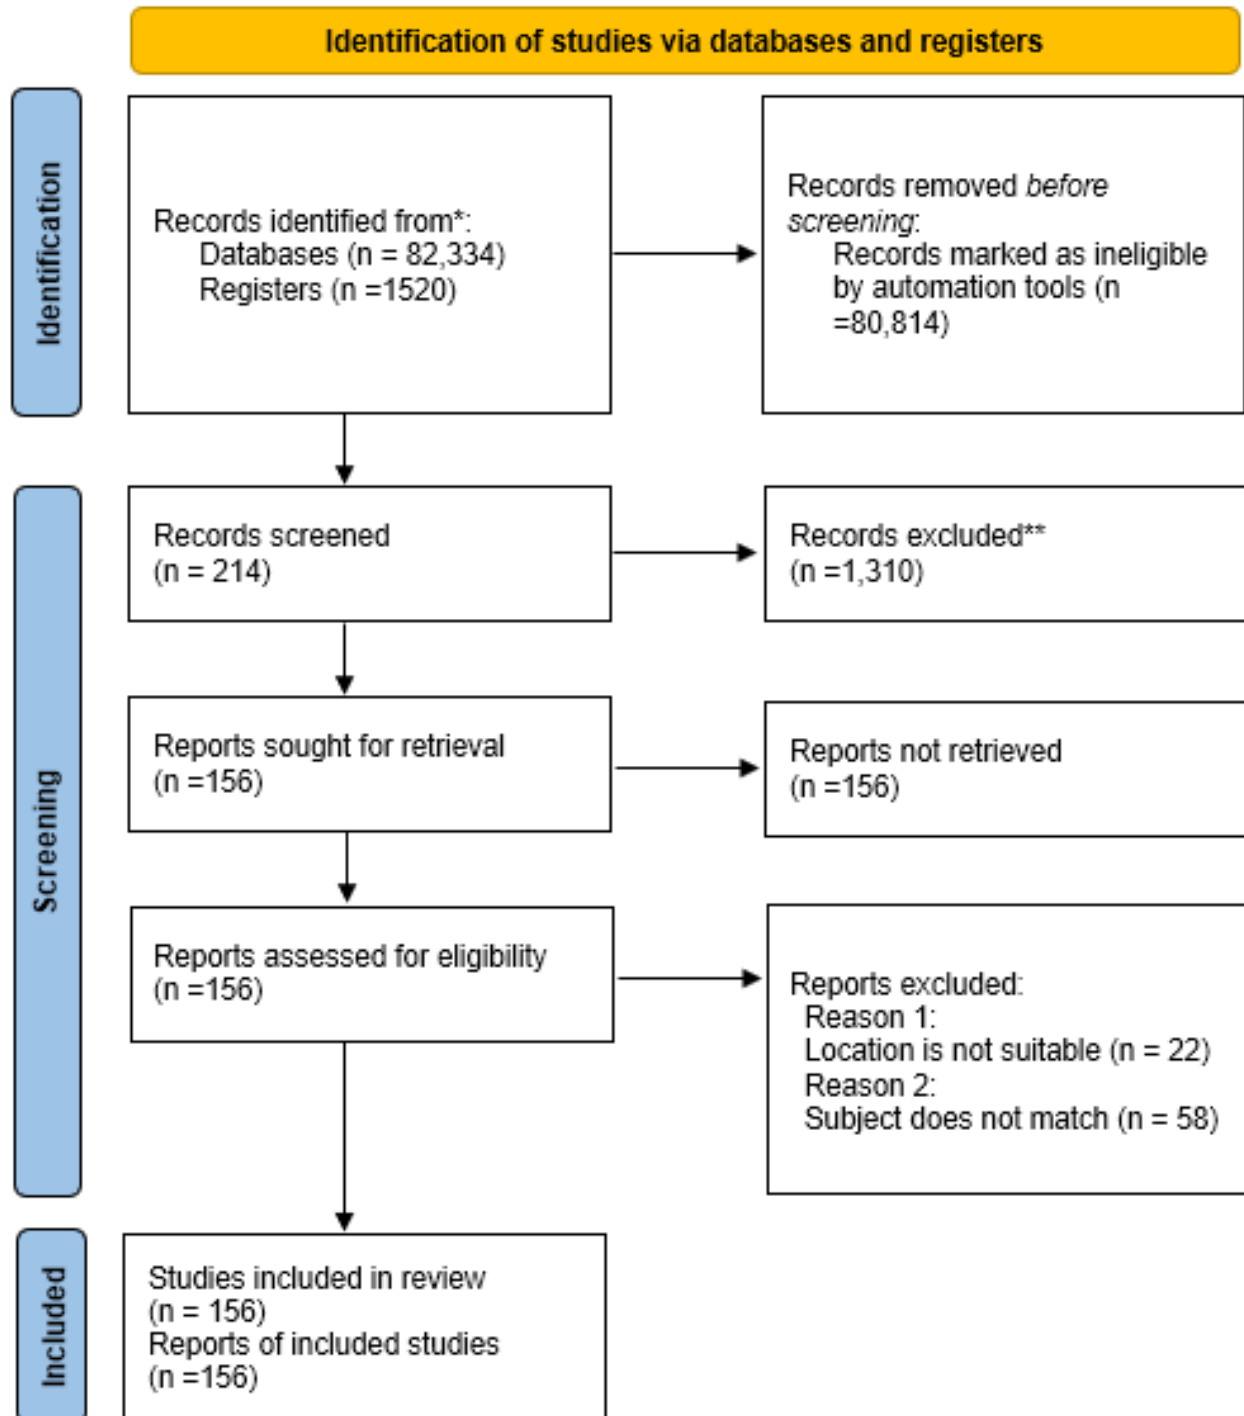 Identification of studies via databases and registers
Identification
Records identified from*:
Databases (n = 82,334)
Registers (n =1520)
Records removed before
screening:
Records marked as ineligible
by automation tools (n
=80,814)
Screening
Records screened
(n = 214)
Records excluded**
(n =1,310)
Reports sought for retrieval
(n =156)
Reports not retrieved
(n =156)
Reports assessed for eligibility
(n =156)
Reports excluded:
Reason 1:
Location is not suitable (n = 22)
Reason 2:
Subject does not match (n = 58)
Included
Studies included in review
(n = 156)
Reports of included studies
(n =156)